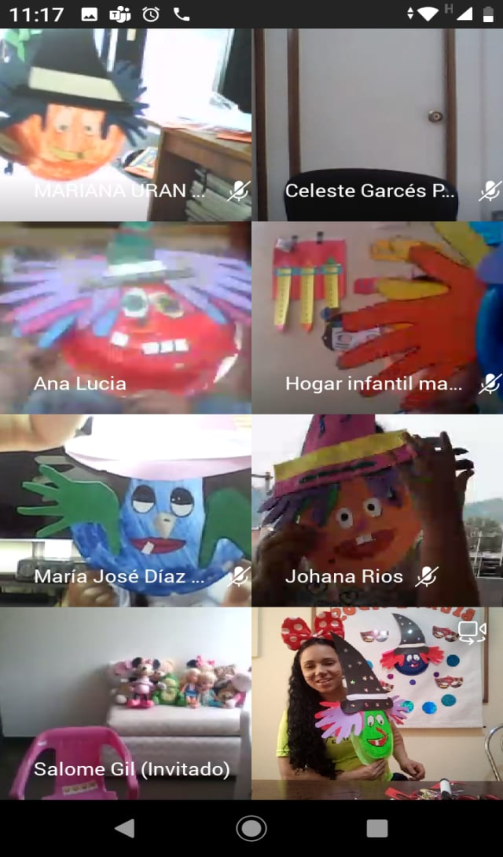 11:17
H
MARIANA URAN ...
Celeste Garcés P...
Ana Lucia
Hogar infantil ma...
María José Díaz ...
Johana Rios
Salome Gil (Invitado)